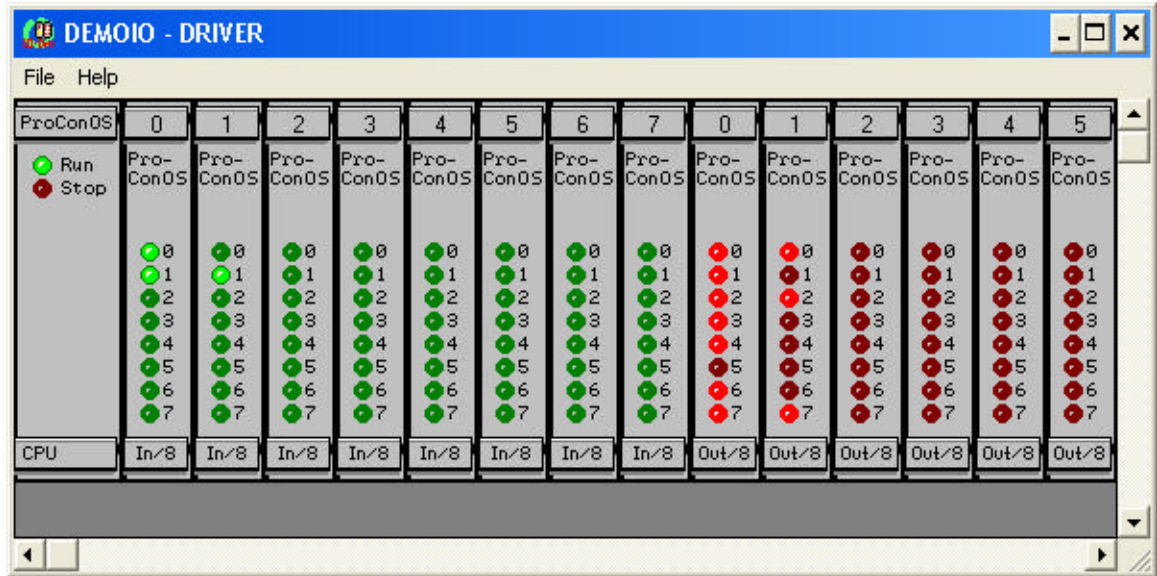 DEMOIO - DRIVER
File Help
ProConOS 0 1 2 3 4 5 6 7 0 1 2 3 4 5
Run Pro- Pro- Pro- Pro- Pro- Pro- Pro- Pro- Pro- Pro- Pro- Pro- Pro- Pro-
Stop ConOS ConOS ConOS ConOS ConOS ConOS ConOS ConOS ConOS ConOS ConOS ConOS ConOS ConOS
0 0 0 0 0 0 0 0 0 0 0 0 0 0
1 1 1 1 1 1 1 1 1 1 1 1 1 1
2 2 2 2 2 2 2 2 2 2 2 2 2 2
3 3 3 3 3 3 3 3 3 3 3 3 3 3
4 4 4 4 4 4 4 4 4 4 4 4 4 4
5 5 5 5 5 5 5 5 5 5 5 5 5 5
6 6 6 6 6 6 6 6 6 6 6 6 6 6
7 7 7 7 7 7 7 7 7 7 7 7 7 7
CPU In/8 In/8 In/8 In/8 In/8 In/8 In/8 In/8 Out/8 Out/8 Out/8 Out/8 Out/8 Out/8